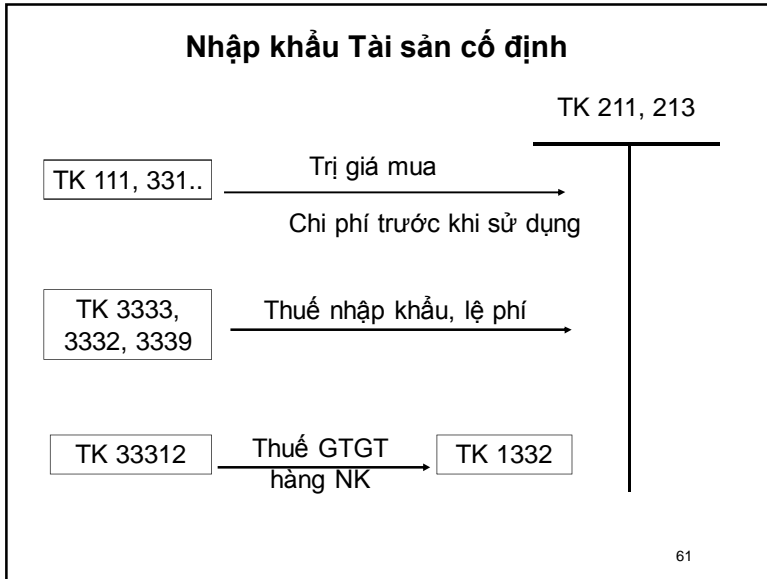 Nhập khẩu Tài sản cố định
TK 211, 213
TK 111, 331..
Trị giá mua
Chi phí trước khi sử dụng
TK 3333,
3332, 3339
Thuế nhập khẩu, lệ phí
TK 33312
Thuế GTGT
hàng NK
TK 1332
61